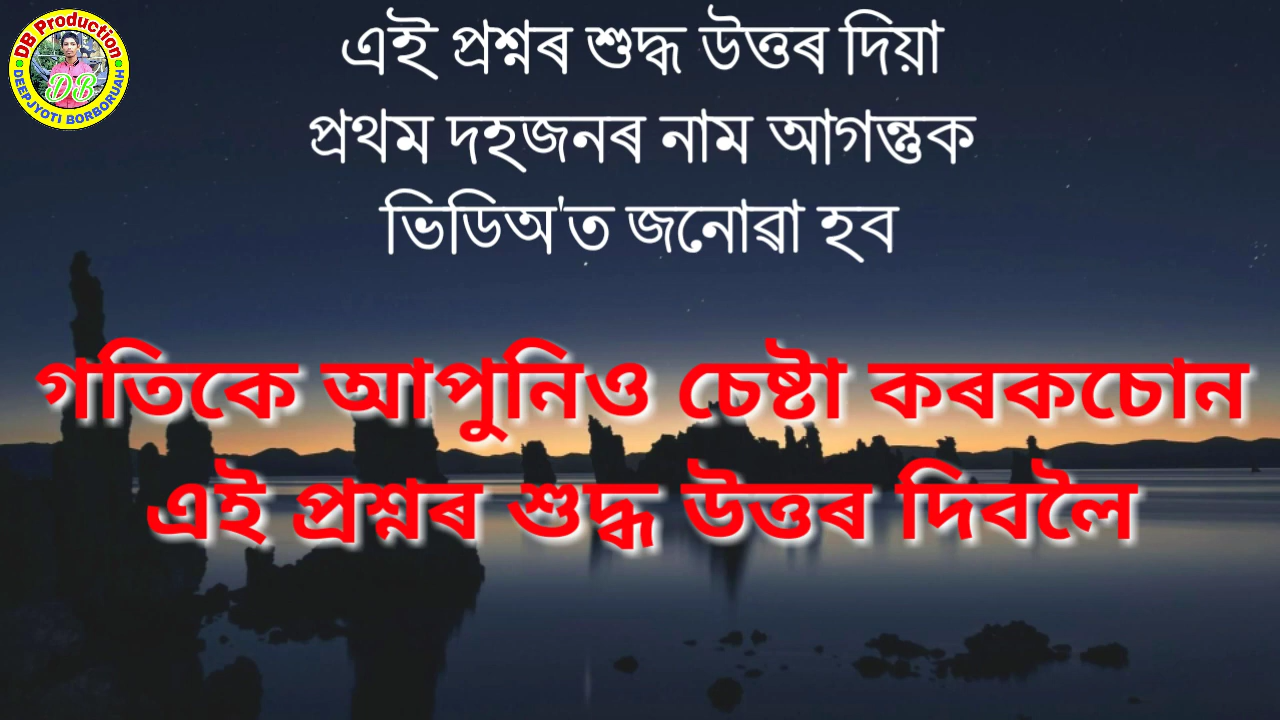 DB Production
DB
DEEPJYOTI BORBORUAH
এই প্ৰশ্নৰ শুদ্ধ উত্তৰ দিয়া
প্ৰথম দহজনৰ নাম আগন্তুক
ভিডিঅ'ত জনোৱা হব
গতিকে আপুনিও চেষ্টা কৰকচোন
এই প্ৰশ্নৰ শুদ্ধ উত্তৰ দিবলৈ